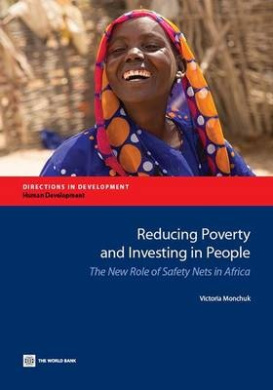 DIRECTIONS IN DEVELOPMENT
Human Development
Reducing Poverty
and Investing in People
The New Role of Safety Nets in Africa
Victoria Monchuk
THE WORLD BANK